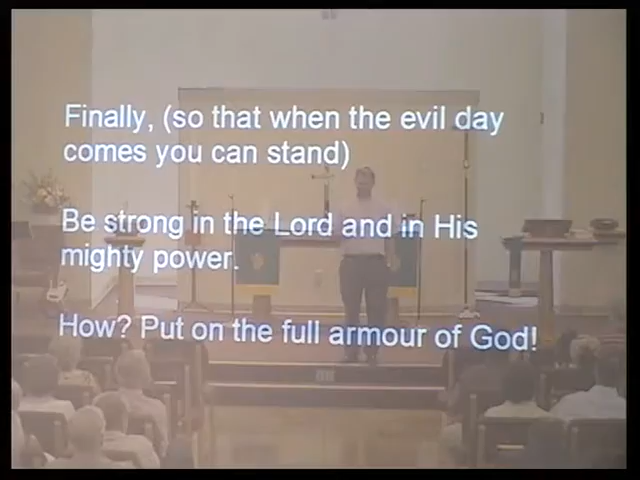 Finally, (so that when the evil day
comes you can stand)
Be strong in the Lord and in His
mighty power.
How? Put on the full armour of God!